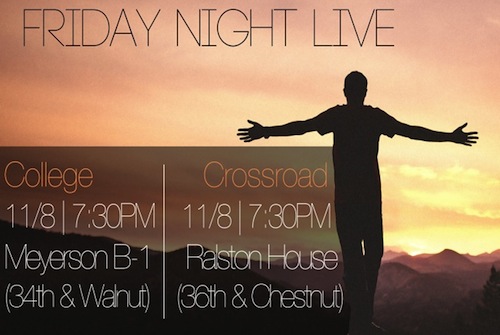 FRIDAY NIGHT LIVE
College
11/8 | 7:30PM
Meyerson B-1
(34th & Walnut)
Crossroad
11/8 | 7:30PM
Ralston House
(36th & Chestnut)